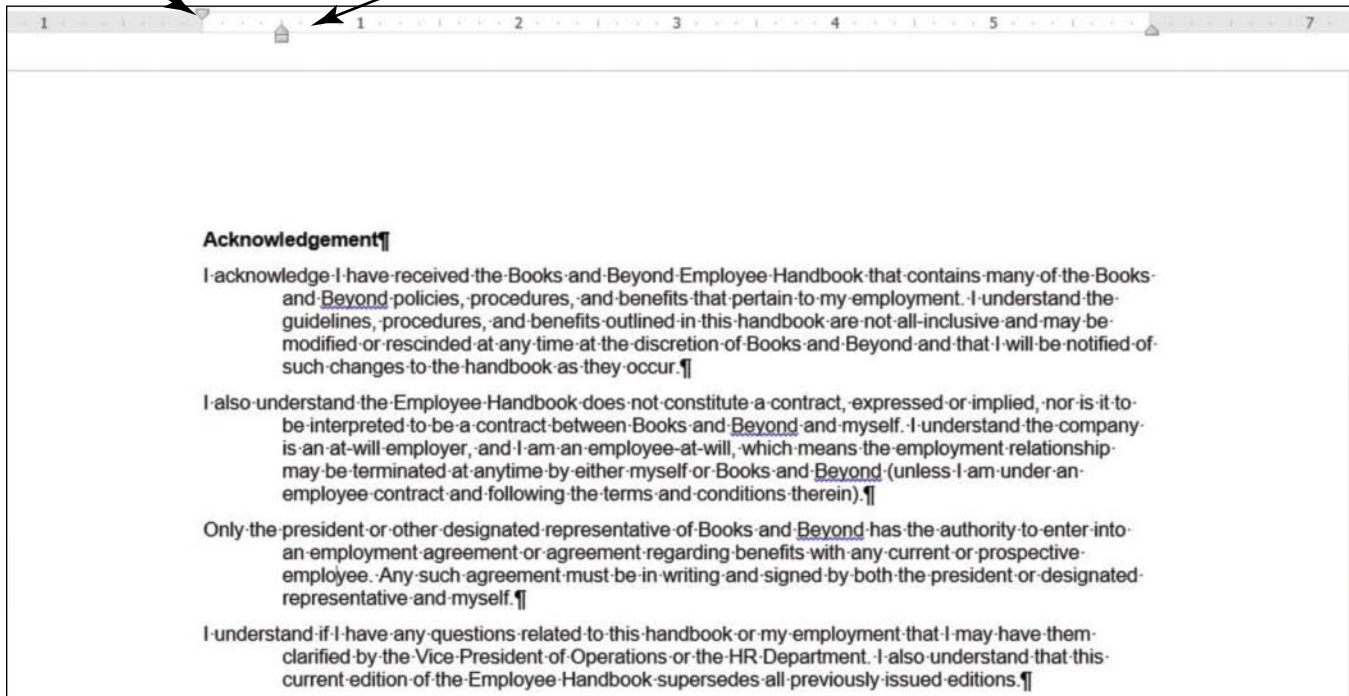 1 1 2 3 4 5 7
Acknowledgement¶
I·acknowledge·I·have·received·the·Books·and·Beyond·Employee·Handbook·that·contains·many·of·the·Books·
and·Beyond·policies,·procedures,·and·benefits·that·pertain·to·my·employment.·I·understand·the·
guidelines,·procedures,·and·benefits·outlined·in·this·handbook·are·not·all-inclusive·and·may·be·
modified·or·rescinded·at·any·time·at·the·discretion·of·Books·and·Beyond·and·that·I·will·be·notified·of·
such·changes·to·the·handbook·as·they·occur.¶
I·also·understand·the·Employee·Handbook·does·not·constitute·a·contract,·expressed·or·implied,·nor·is·it·to·
be·interpreted·to·be·a·contract·between·Books·and·Beyond·and·myself.·I·understand·the·company·
is·an·at-will·employer,·and·I·am·an·employee·at-will,·which·means·the·employment·relationship·
may·be·terminated·at·anytime·by·either·myself·or·Books·and·Beyond·(unless·I·am·under·an·
employee·contract·and·following·the·terms·and·conditions·therein).¶
Only·the·president·or·other·designated·representative·of·Books·and·Beyond·has·the·authority·to·enter·into·
an·employment·agreement·or·agreement·regarding·benefits·with·any·current·or·prospective·
employee.·Any·such·agreement·must·be·in·writing·and·signed·by·both·the·president·or·designated·
representative·and·myself.¶
I·understand·if·I·have·any·questions·related·to·this·handbook·or·my·employment·that·I·may·have·them·
clarified·by·the·Vice·President·of·Operations·or·the·HR·Department.·I·also·understand·that·this·
current·edition·of·the·Employee·Handbook·supersedes·all·previously·issued·editions.¶